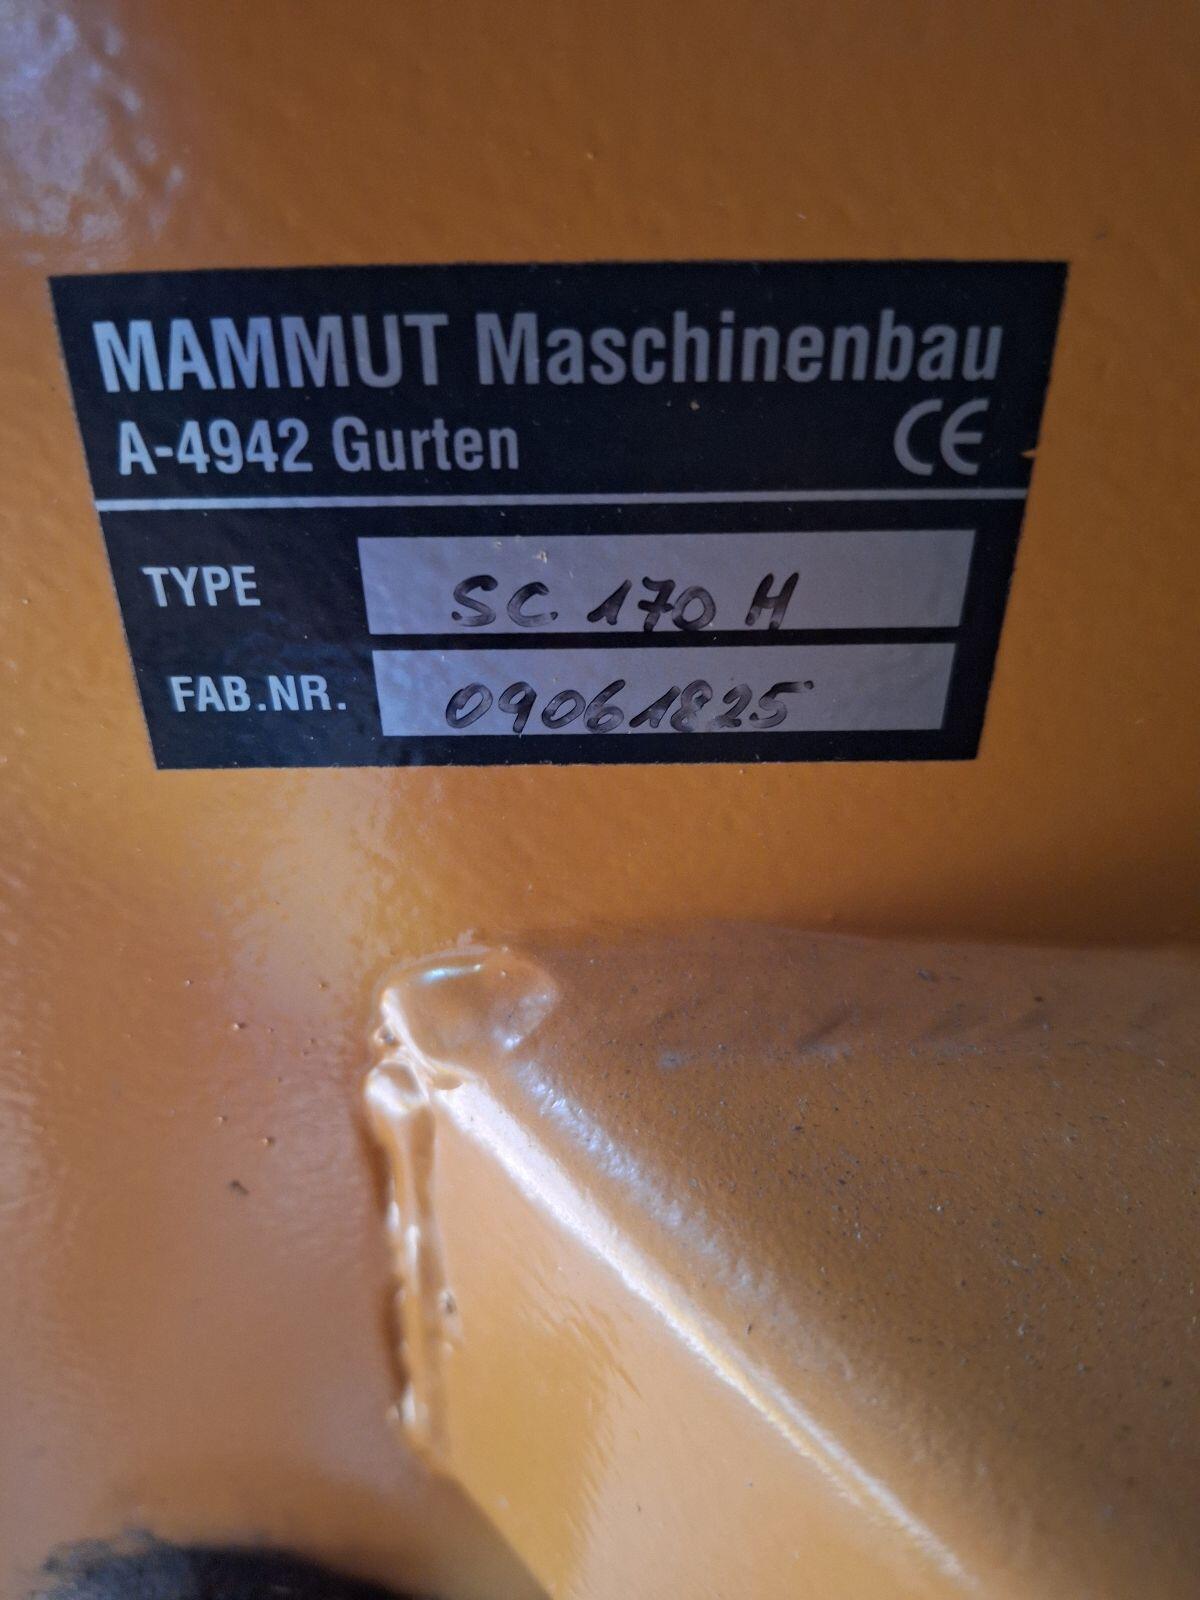 MAMMUT Maschinenbau
A-4942 Gurten CE
TYPE SC 170 H
FAB.NR. 09061825